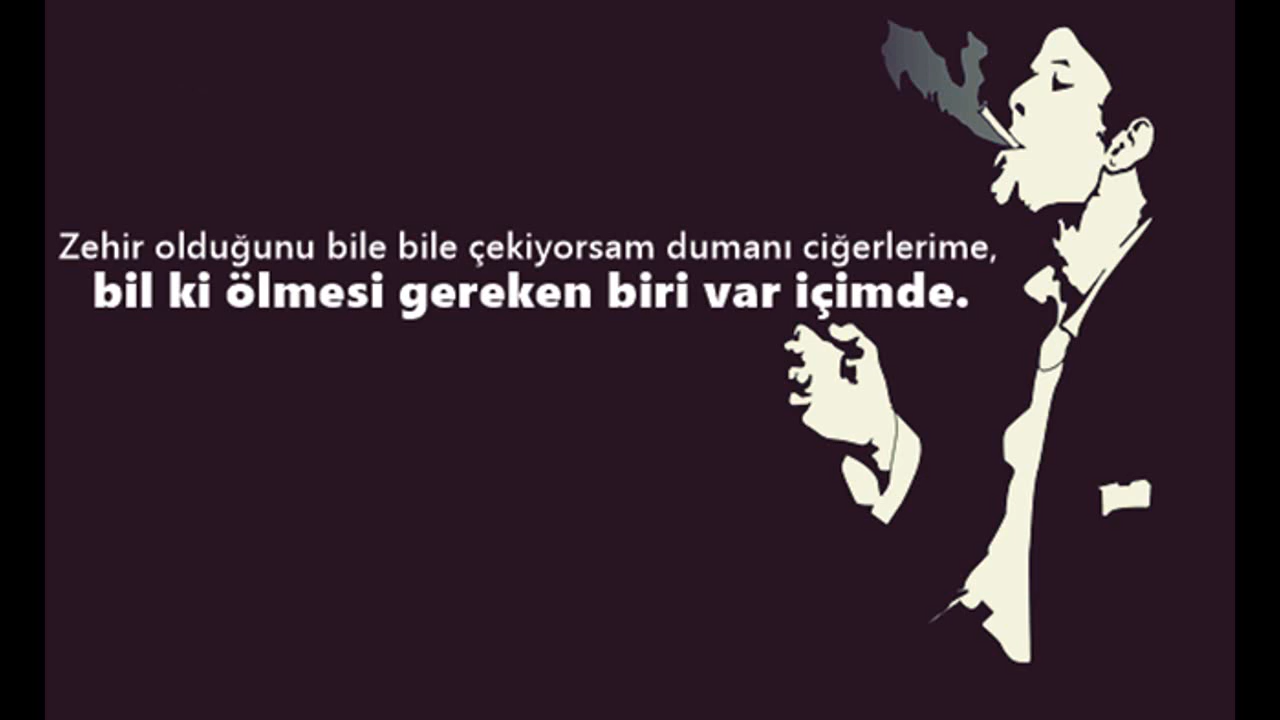 Zehir olduğunu bile bile çekiyorsam dumanı ciğerlerime,
bil ki ölmesi gereken biri var içimde.